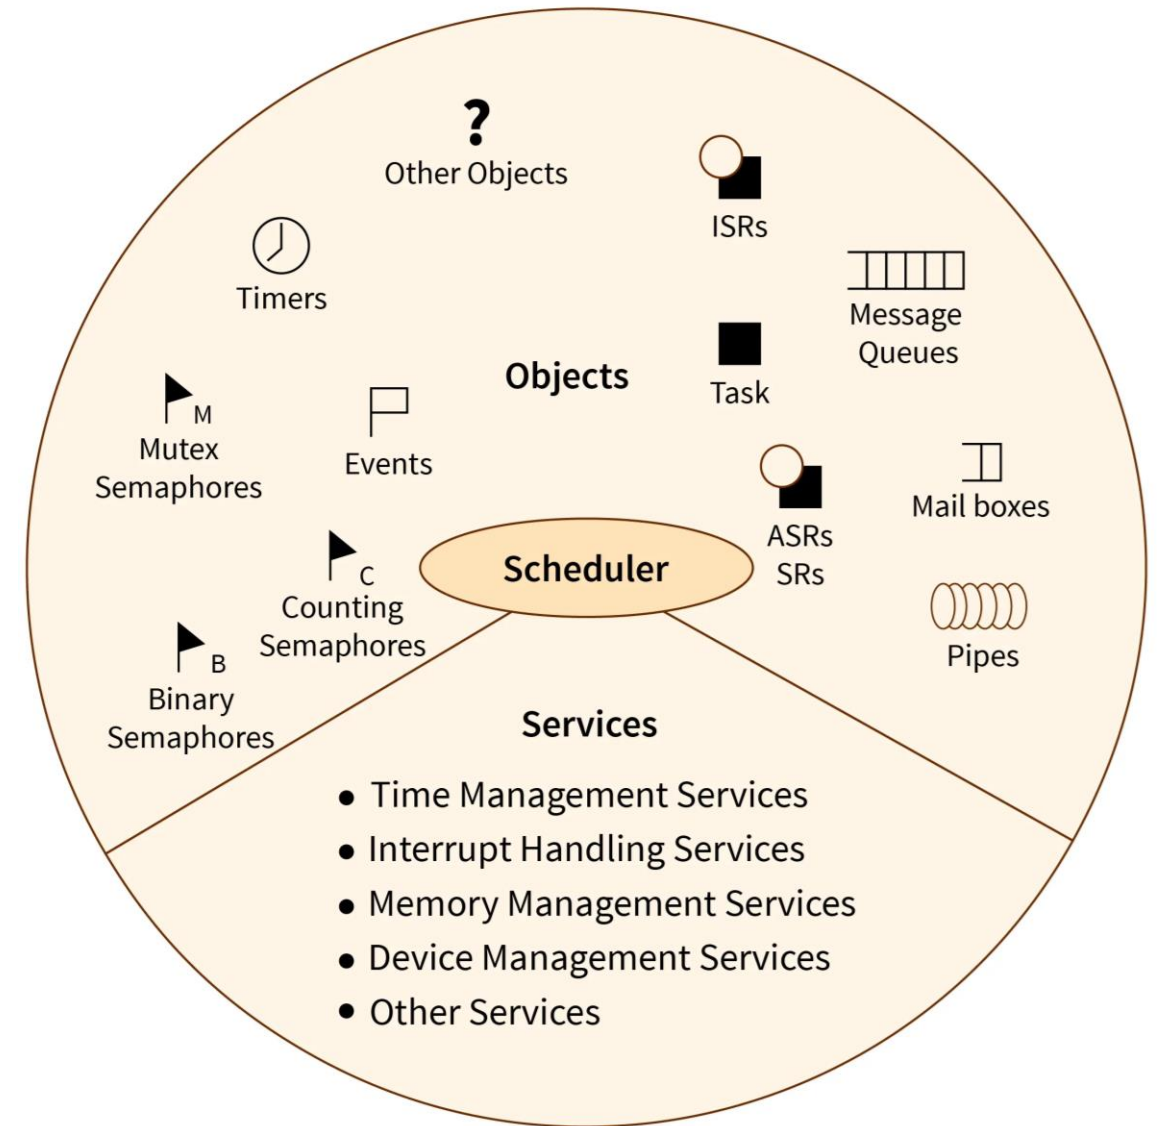 ?
Other Objects
ISRs
Timers
Message
Queues
Objects
Task
M
Mutex
Semaphores
Events
Mail boxes
ASRs
SRs
Scheduler
C
Counting
Semaphores
Pipes
B
Binary
Semaphores
Services
• Time Management Services
• Interrupt Handling Services
• Memory Management Services
• Device Management Services
• Other Services